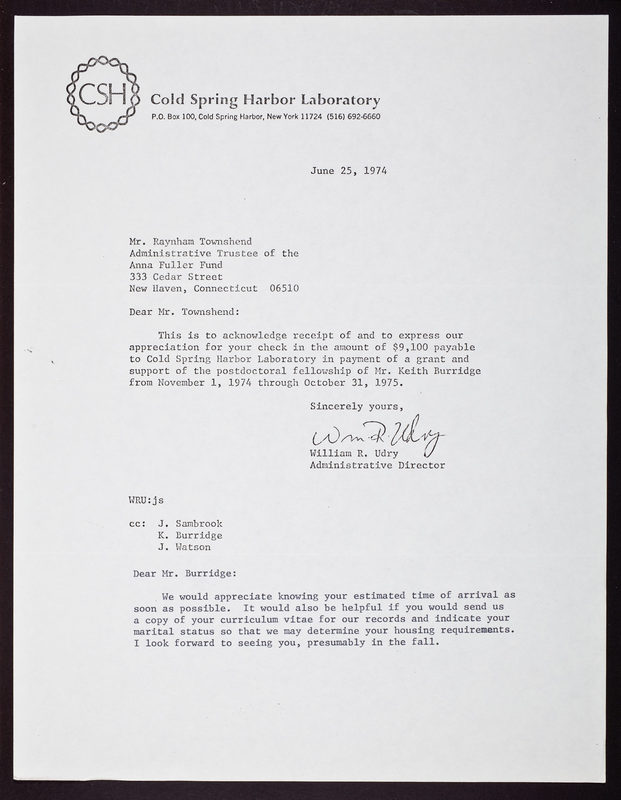 CSH
Cold Spring Harbor Laboratory
P.O. Box 100, Cold Spring Harbor, New York 11724 (516) 692-6660
June 25, 1974
Mr. Raynham Townshend
Administrative Trustee of the
Anna Fuller Fund
333 Cedar Street
New Haven, Connecticut 06510
Dear Mr. Townshend:
This is to acknowledge receipt of and to express our
appreciation for your check in the amount of $9,100 payable
to Cold Spring Harbor Laboratory in payment of a grant and
support of the postdoctoral fellowship of Mr. Keith Burridge
from November 1, 1974 through October 31, 1975.
Sincerely yours,
Wm R. Udry
William R. Udry
Administrative Director
WRU:js
cc: J. Sambrook
K. Burridge
J. Watson
Dear Mr. Burridge:
We would appreciate knowing your estimated time of arrival as
soon as possible. It would also be helpful if you would send us
a copy of your curriculum vitae for our records and indicate your
marital status so that we may determine your housing requirements.
I look forward to seeing you, presumably in the fall.